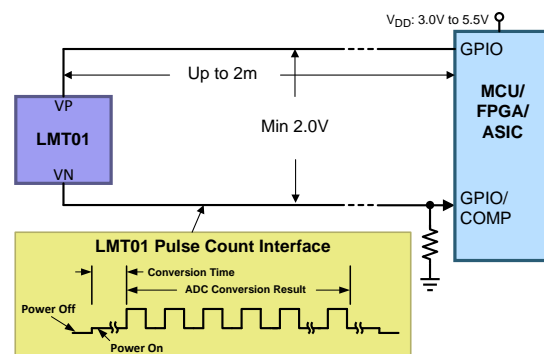 V_DD: 3.0V to 5.5V
GPIO
Up to 2m
MCU/
FPGA/
ASIC
VP
LMT01
Min 2.0V
VN
GPIO/
COMP
LMT01 Pulse Count Interface
Conversion Time
ADC Conversion Result
Power Off
Power On